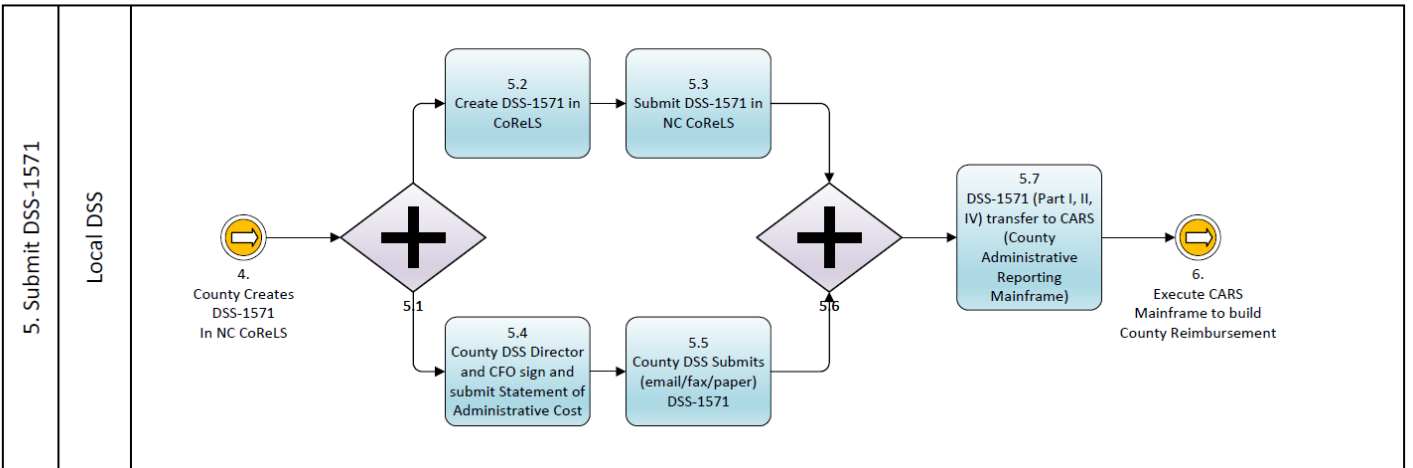 5. Submit DSS-1571
Local DSS
4.
County Creates
DSS-1571
In NC CoReLS
5.1
5.2
Create DSS-1571 in
CoReLS
5.3
Submit DSS-1571 in
NC CoReLS
5.4
County DSS Director
and CFO sign and
submit Statement of
Administrative Cost
5.5
County DSS Submits
(email/fax/paper)
DSS-1571
5.6
5.7
DSS-1571 (Part I, II,
IV) transfer to CARS
(County
Administrative
Reporting
Mainframe)
6.
Execute CARS
Mainframe to build
County Reimbursement